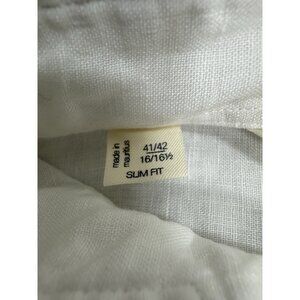 made in
mauritius
41/42
16/16½
SLIM FIT